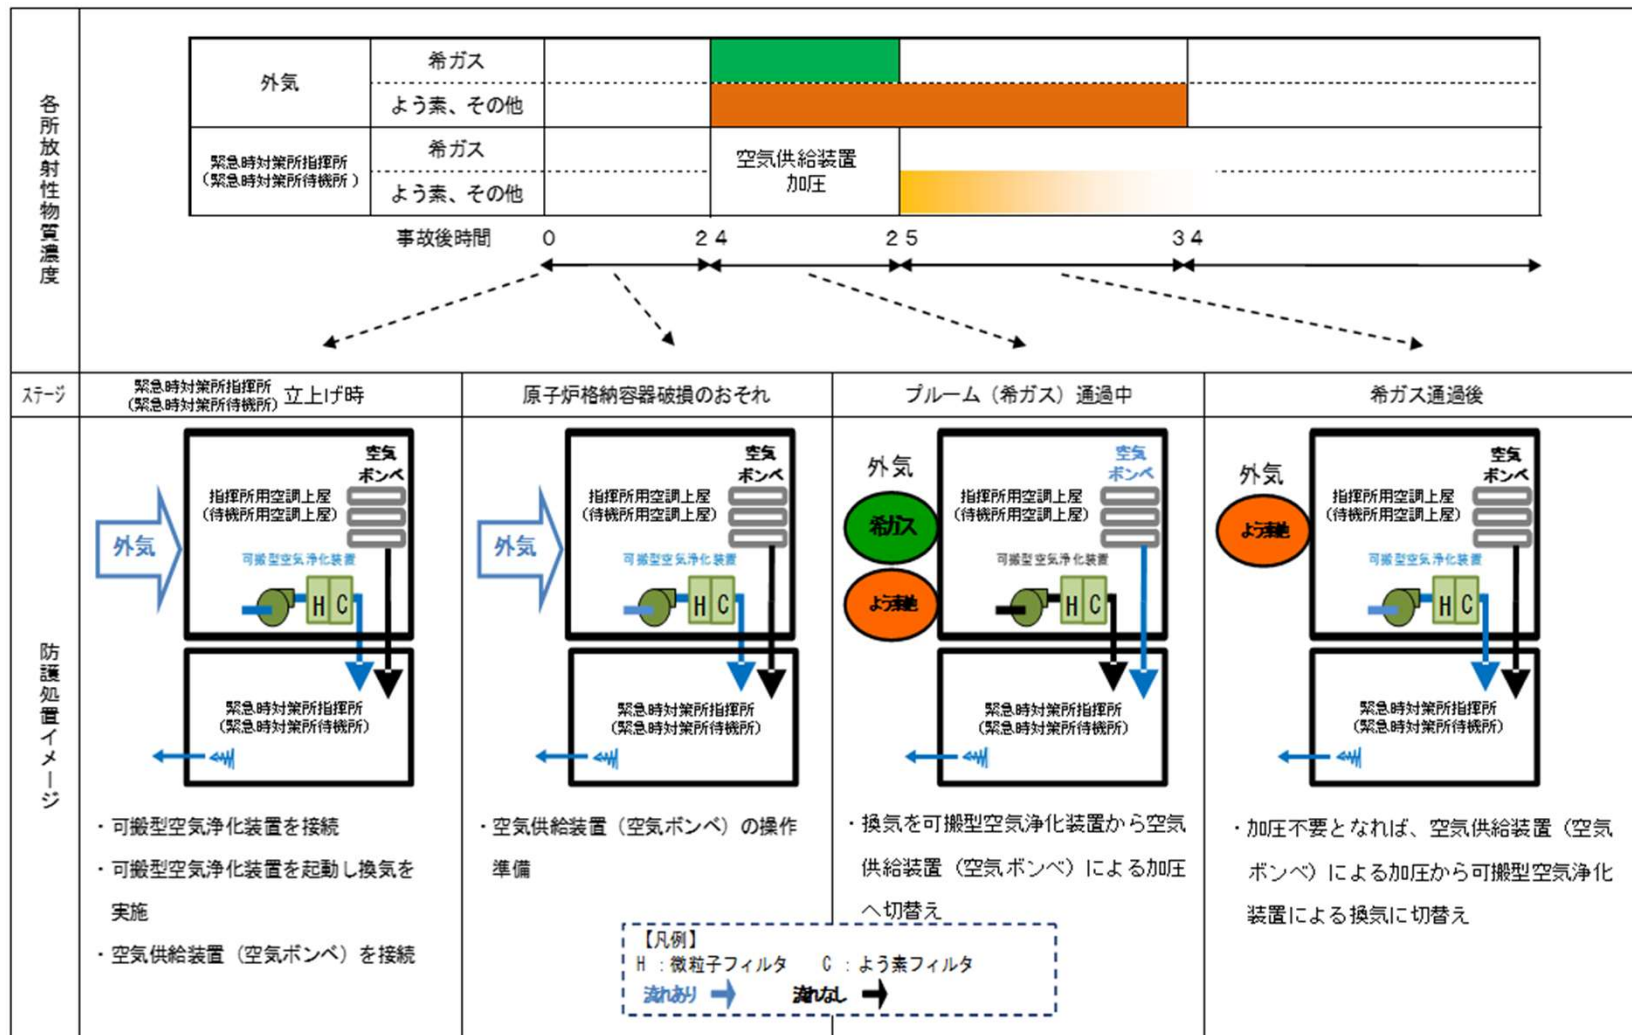 各所放射性物質濃度
外気
希ガス
よう素、その他
緊急時対策所指揮所
(緊急時対策所待機所)
希ガス
よう素、その他
空気供給装置
加圧
事故後時間
0
24
25
34
ステージ
緊急時対策所指揮所
(緊急時対策所待機所)
立上げ時
原子炉格納容器破損のおそれ
プルーム(希ガス)通過中
希ガス通過後
防護処置イメージ
空気
ボンベ
指揮所用空調上屋
(待機所用空調上屋)
外気
可搬型空気浄化装置
H C
緊急時対策所指揮所
(緊急時対策所待機所)
・可搬型空気浄化装置を接続
・可搬型空気浄化装置を起動し換気を
実施
・空気供給装置(空気ボンベ)を接続
空気
ボンベ
指揮所用空調上屋
(待機所用空調上屋)
外気
可搬型空気浄化装置
H C
緊急時対策所指揮所
(緊急時対策所待機所)
・空気供給装置(空気ボンベ)の操作
準備
外気
空気
ボンベ
指揮所用空調上屋
(待機所用空調上屋)
希ガス
可搬型空気浄化装置
よう素他
H C
緊急時対策所指揮所
(緊急時対策所待機所)
・換気を可搬型空気浄化装置から空気
供給装置(空気ボンベ)による加圧
へ切替え
外気
空気
ボンベ
指揮所用空調上屋
(待機所用空調上屋)
よう素他
可搬型空気浄化装置
H C
緊急時対策所指揮所
(緊急時対策所待機所)
・加圧不要となれば、空気供給装置(空気
ボンベ)による加圧から可搬型空気浄化
装置による換気に切替え
【凡例】
H :微粒子フィルタ C :よう素フィルタ
流れあり 流れなし